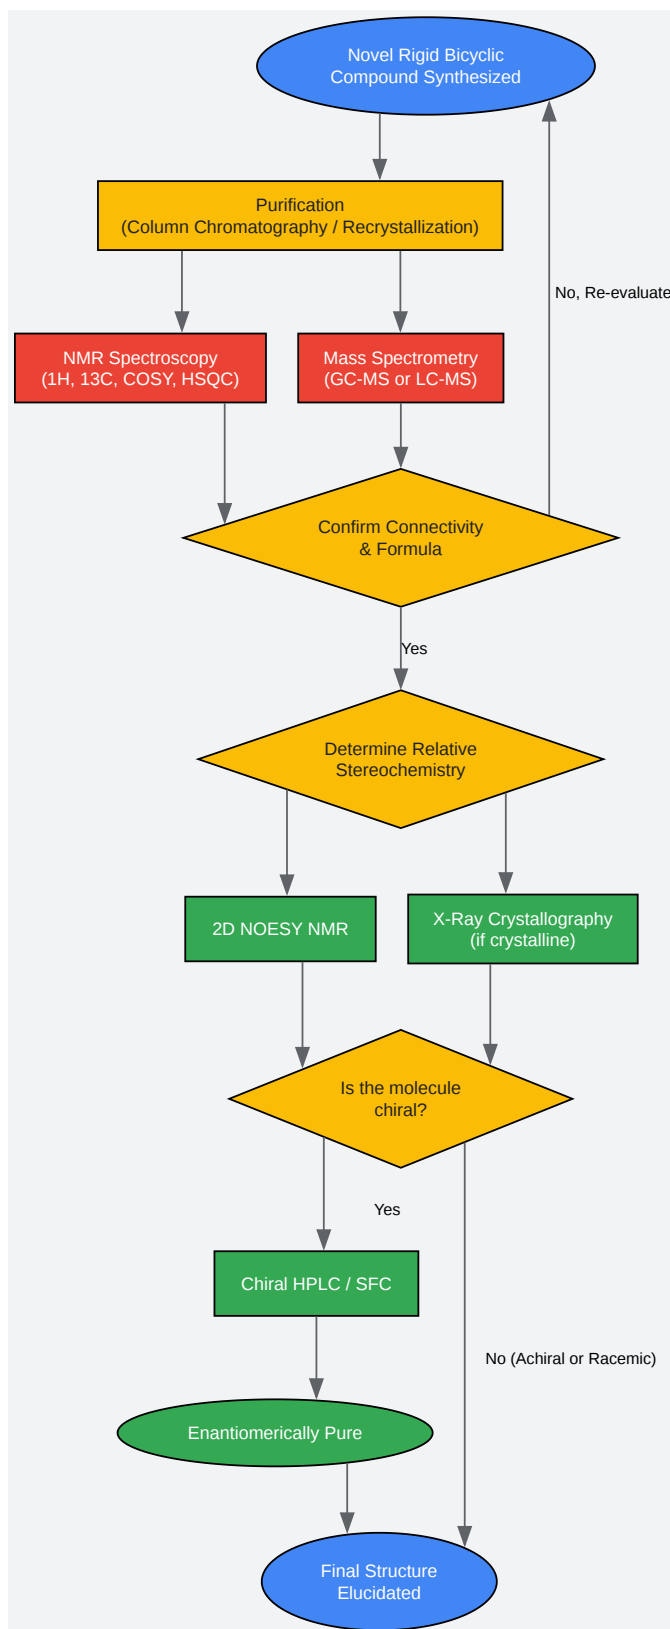 Novel Rigid Bicyclic
Compound Synthesized
Purification
(Column Chromatography / Recrystallization)
No, Re-evaluate
NMR Spectroscopy
(1H, 13C, COSY, HSQC)
Mass Spectrometry
(GC-MS or LC-MS)
Confirm Connectivity
& Formula
Yes
Determine Relative
Stereochemistry
2D NOESY NMR
X-Ray Crystallography
(if crystalline)
Is the molecule
chiral?
Yes
Chiral HPLC / SFC
No (Achiral or Racemic)
Enantiomerically Pure
Final Structure
Elucidated